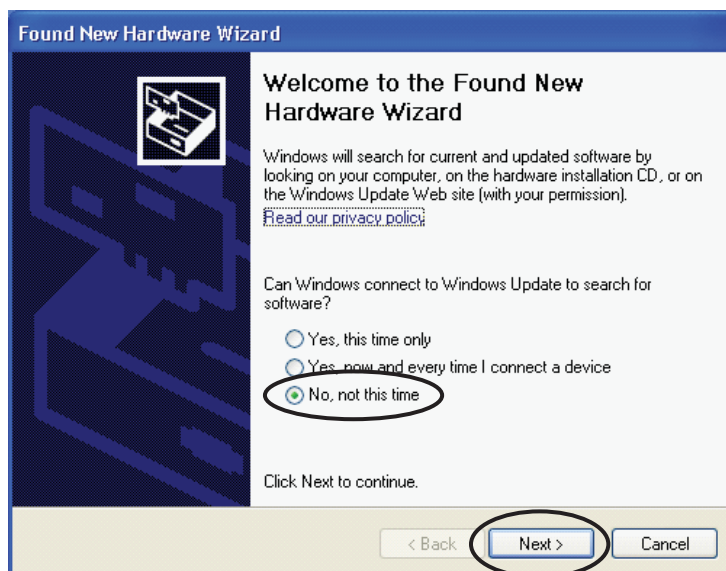 Found New Hardware Wizard
Welcome to the Found New
Hardware Wizard
Windows will search for current and updated software by
looking on your computer, on the hardware installation CD, or on
the Windows Update Web site (with your permission).
Read our privacy policy
Can Windows connect to Windows Update to search for
software?
Yes, this time only
Yes, now and every time I connect a device
No, not this time
Click Next to continue.
< Back
Next >
Cancel